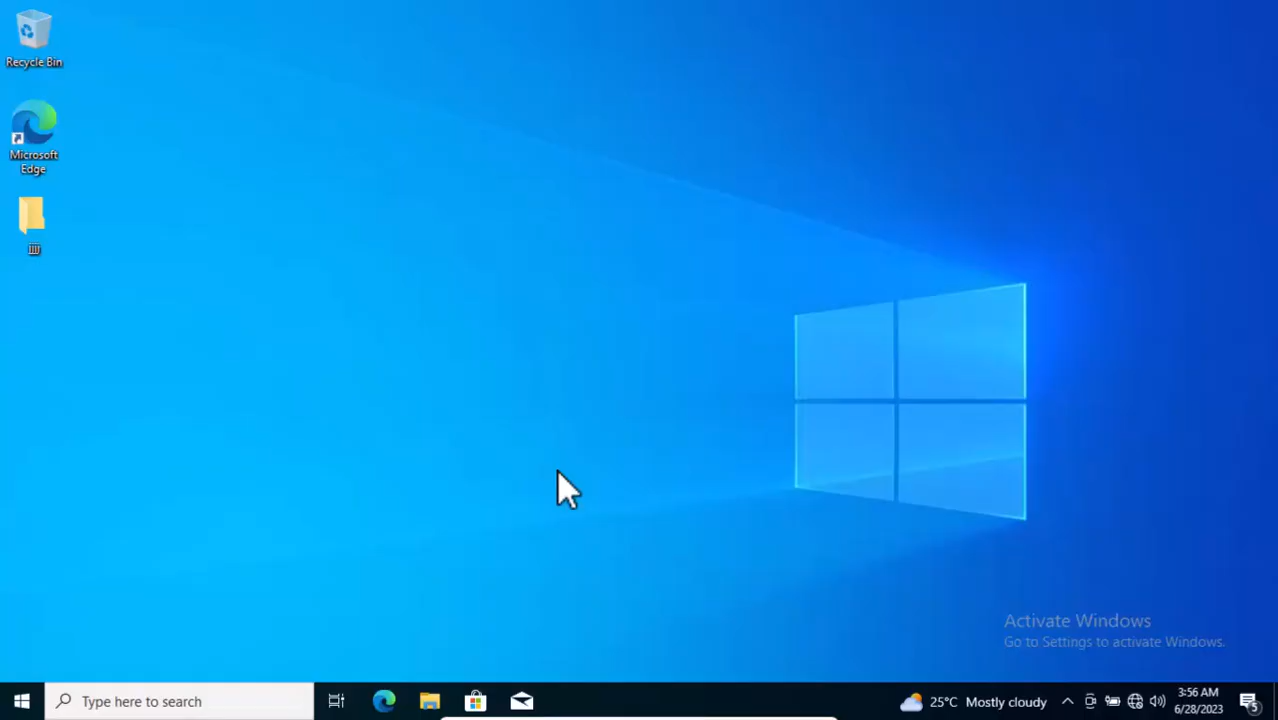 Recycle Bin
Microsoft
Edge
Activate Windows
Go to Settings to activate Windows.
Type here to search
25°C Mostly cloudy
3:56 AM
6/28/2023
5